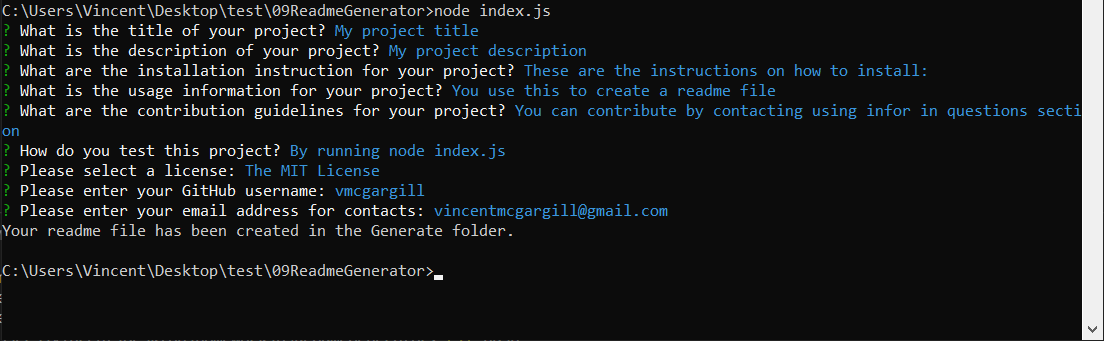 C:\Users\Vincent\Desktop\test\09ReadmeGenerator>node index.js
? What is the title of your project? My project title
? What is the description of your project? My project description
? What are the installation instruction for your project? These are the instructions on how to install:
? What is the usage information for your project? You use this to create a readme file
? What are the contribution guidelines for your project? You can contribute by contacting using infor in questions secti
on
? How do you test this project? By running node index.js
? Please select a license: The MIT License
? Please enter your GitHub username: vmcgargill
? Please enter your email address for contacts: vincentmcgargill@gmail.com
Your readme file has been created in the Generate folder.
C:\Users\Vincent\Desktop\test\09ReadmeGenerator>